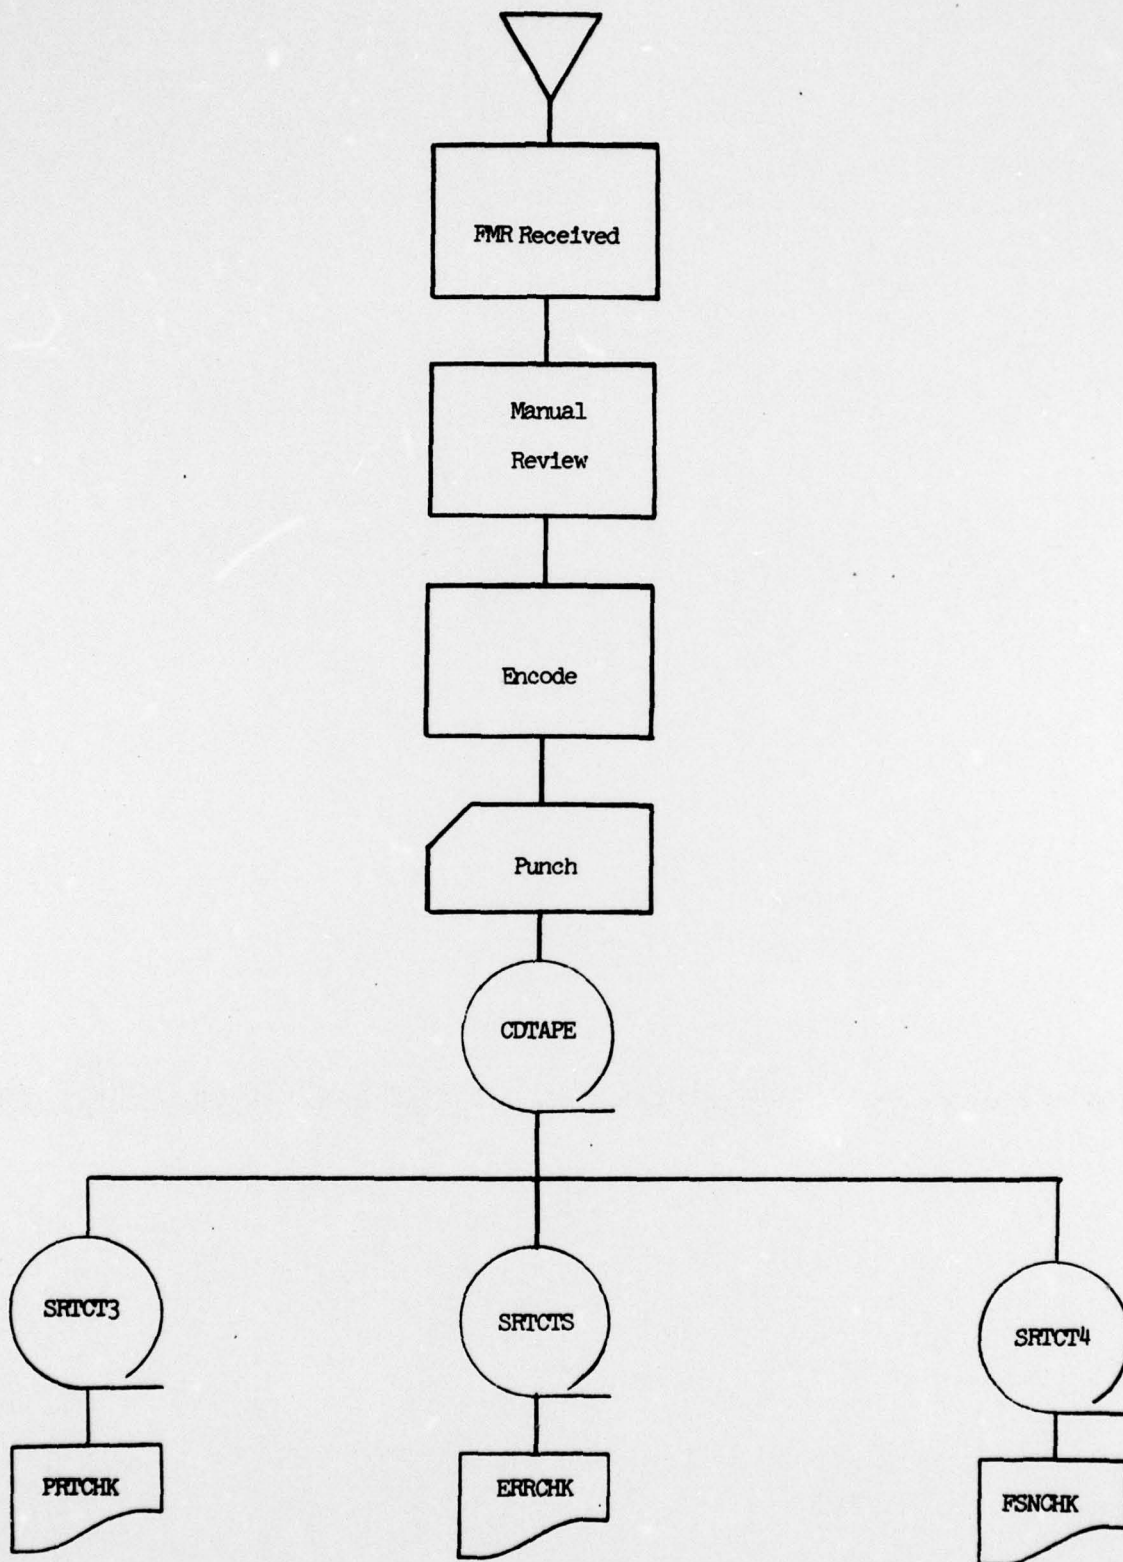 FMR Received
Manual
Review
Encode
Punch
CDTAPE
SRTCT3
SRTCTS
SRTCT4
PRTCHK
ERRCHK
FSNCHK